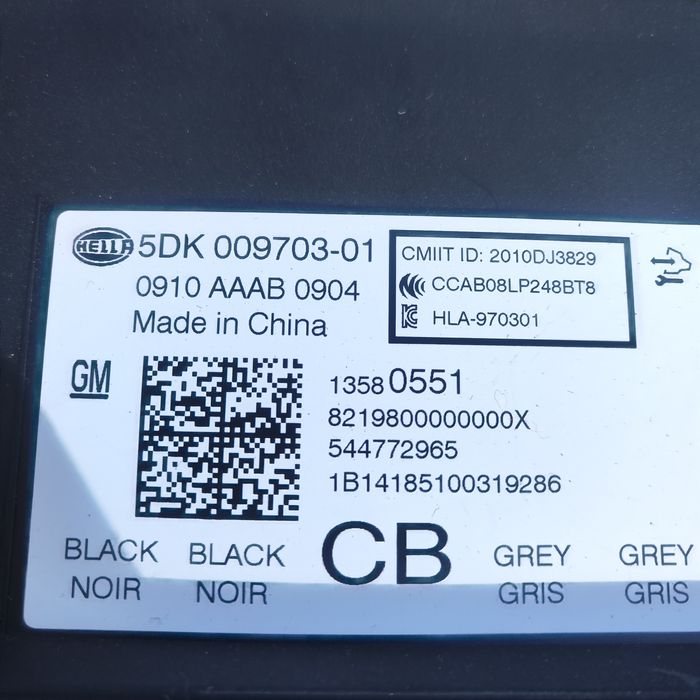 HELLA 5DK 009703-01
0910 AAAB 0904
Made in China
CMIIT ID: 2010DJ3829
CCAB08LP248BT8
HLA-970301
GM
1358 0551
8219800000000X
544772965
1B14185100319286
BLACK BLACK CB GREY GREY
NOIR NOIR GRIS GRIS